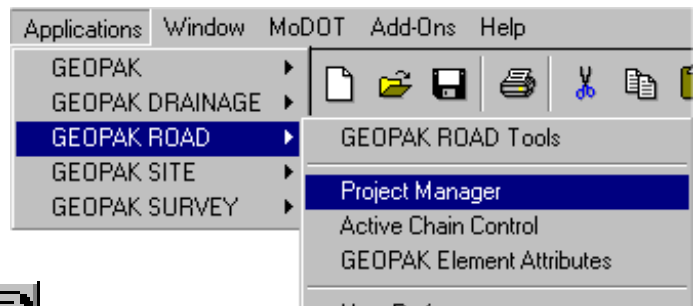 Applications Window MoDOT Add-Ons Help
GEOPAK
GEOPAK DRAINAGE
GEOPAK ROAD
GEOPAK SITE
GEOPAK SURVEY
GEOPAK ROAD Tools
Project Manager
Active Chain Control
GEOPAK Element Attributes